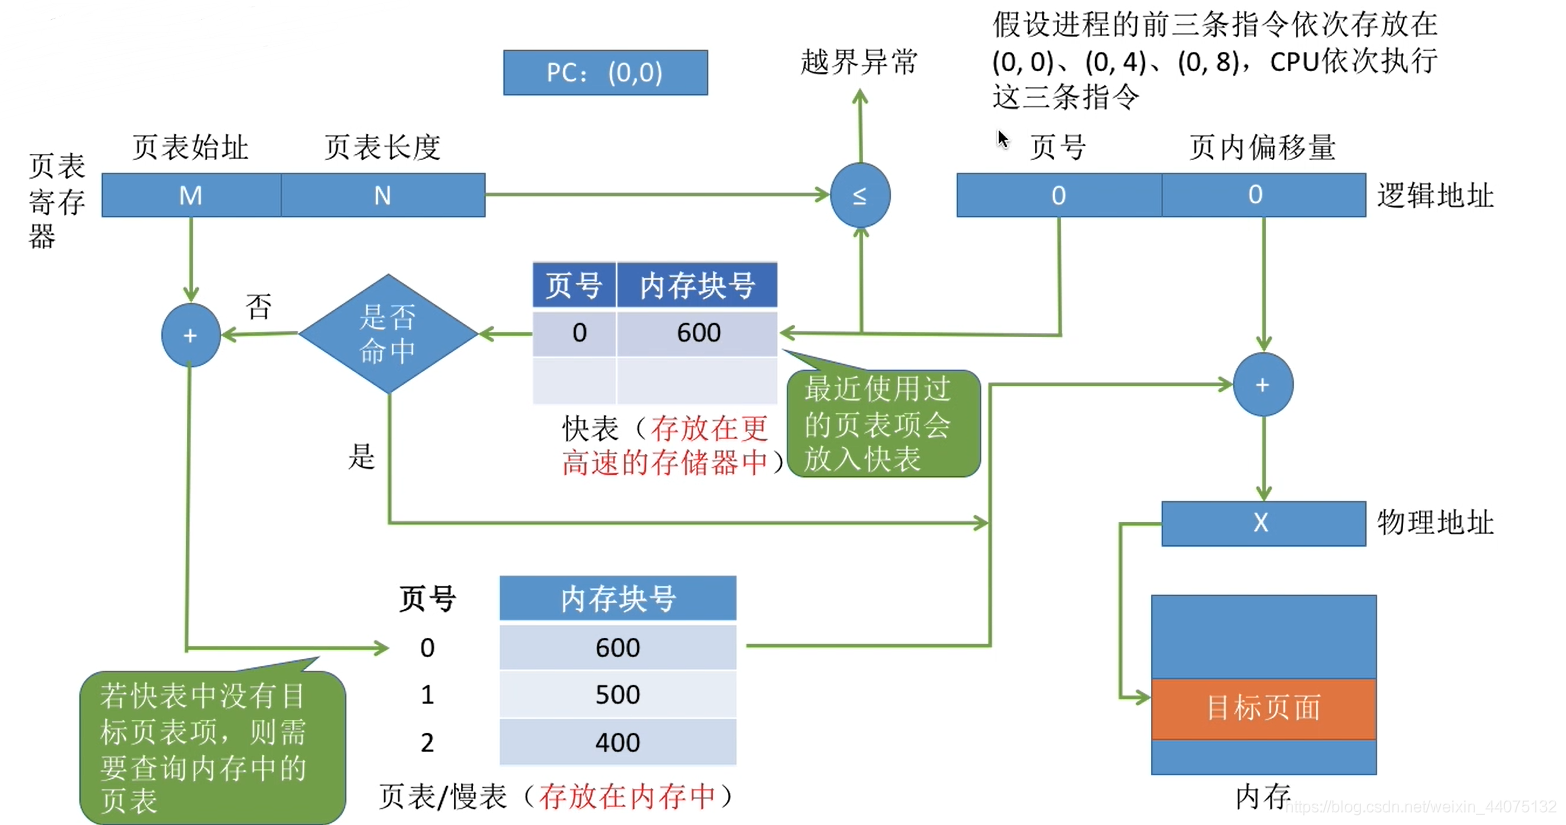 假设进程的前三条指令依次存放在
(0, 0)、(0, 4)、(0, 8)，CPU依次执行
这三条指令
PC：(0,0)
越界异常
页表
寄存
器
页表始址
页表长度
M
N
≤
页号
页内偏移量
0
0
逻辑地址
+
否
是否
命中
是
页号
内存块号
0
600
快表（存放在更
高速的存储器中）
最近使用过
的页表项会
放入快表
+
X
物理地址
页号
内存块号
0
600
1
500
2
400
页表/慢表（存放在内存中）
若快表中没有目
标页表项，则需
要查询内存中的
页表
目标页面
内存
https://blog.csdn.net/weixin_44075132